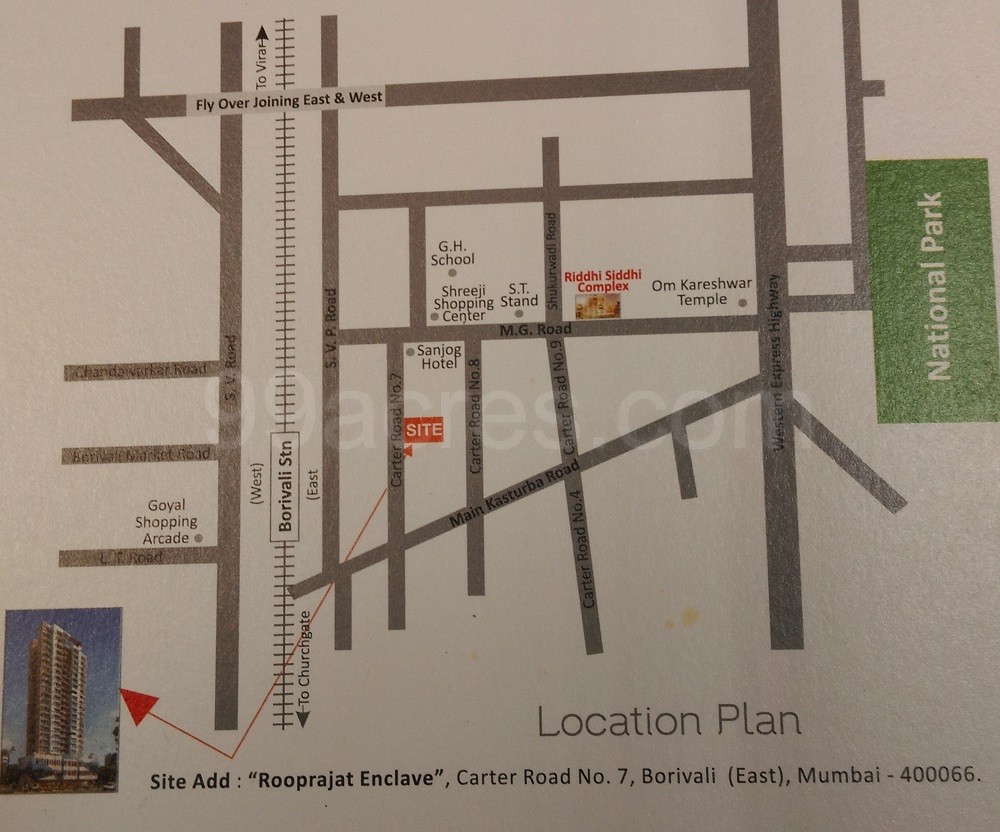 To Virar
Fly Over Joining East & West
National Park
G.H.
School
Shukurwadi Road
Riddhi Siddhi
Complex
Om Kareshwar
Temple
Shreeji
Shopping
Center
S.T.
Stand
M.G. Road
Western Express Highway
S. V. P. Road
S. V. Road
Chandawarkar Road
Sanjog
Hotel
Carter Road No.7
Carter Road No.8
Carter Road No.9
SITE
99acres.com
Borivali Market Road
(West)
Borivali Stn
(East
Main Kasturba Road
Carter Road No.4
Goyal
Shopping
Arcade
L. T. Road
To Churchgate
Location Plan
Site Add : “Rooprajat Enclave”, Carter Road No. 7, Borivali (East), Mumbai - 400066.